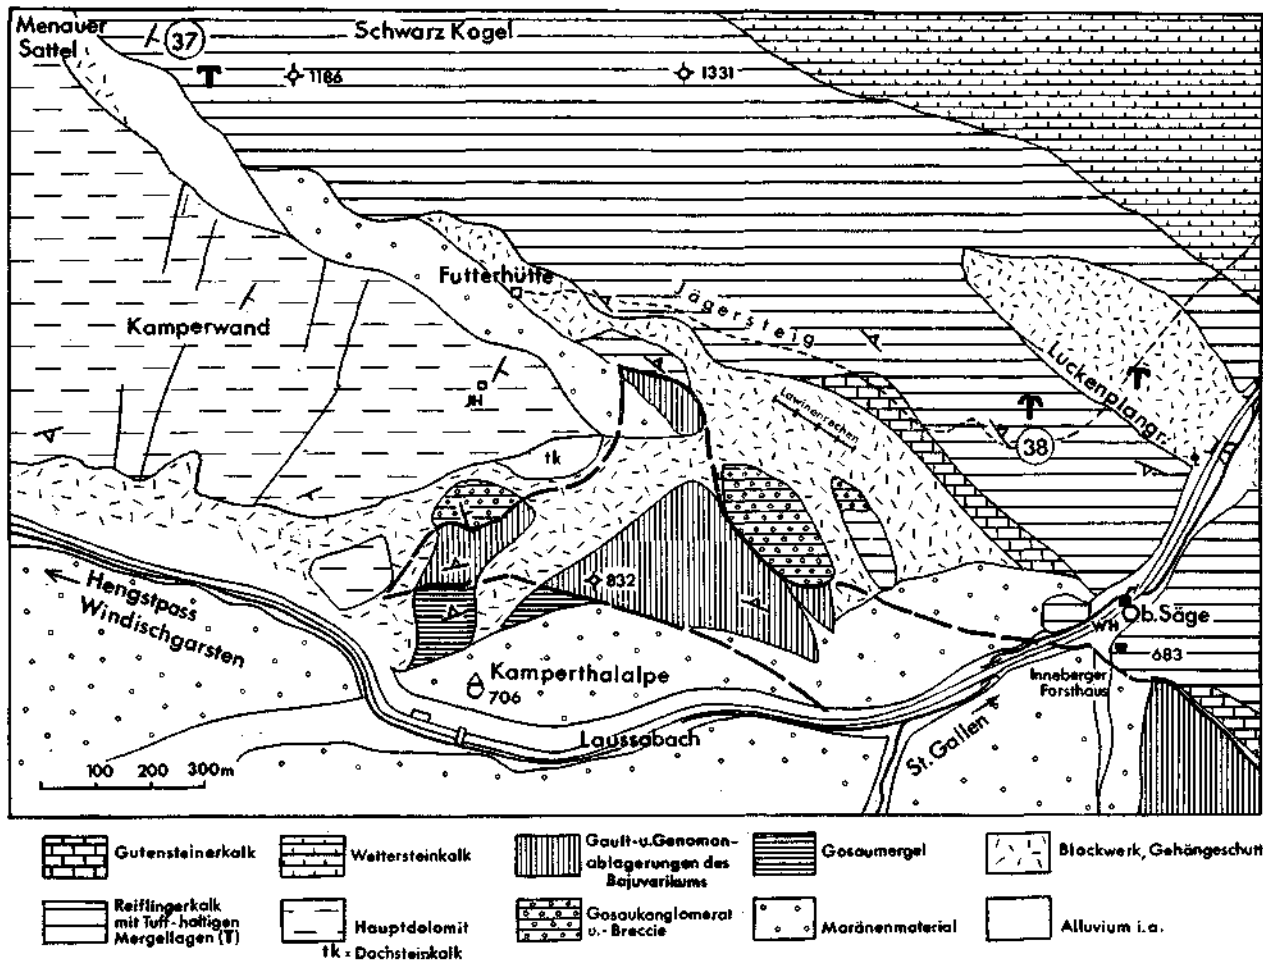 Menauer
Sattel
37
Schwarz Kogel
1186
1331
Futterhütte
Jägersteig
Kamperwand
JH
Luckenplangr.
Lawinenrechen
38
tk
832
Hengstpass
Windischgarsten
Ob.Säge
WH
683
Kamperthalalpe
706
Inneberger
Forsthaus
St.Gallen
Laussabach
100 200 300m
Gutensteinerkalk
Wettersteinkalk
Gault-u.Genoman-
ablagerungen des
Bajuvarikums
Gosaumergel
Blockwerk, Gehängeschutt
Reiflingerkalk
mit Tuff-haltigen
Mergellagen (T)
Hauptdolomit
tk = Dachsteinkalk
Gosaukonglomerat
u.- Breccie
Moränenmaterial
Alluvium i.a.